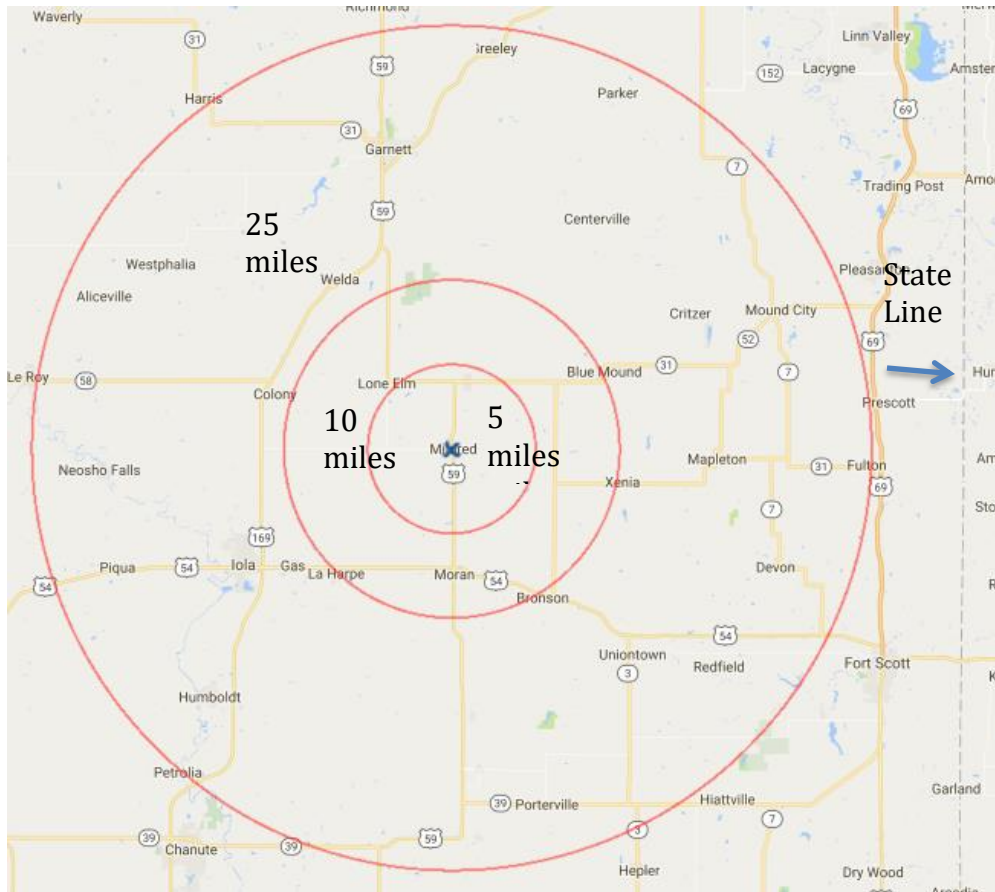 Richmond
Waverly
31
Linn Valley
Greeley
59
152
Lacygne
Amster
Parker
Harris
69
31
Garnett
7
Trading Post
Amo
59
25
miles
Centerville
Westphalia
Welda
Aliceville
State
Line
Critzer
Mound City
52
69
Le Roy
58
Blue Mound
31
7
Hu
Lone Elm
Colony
Prescott
10
miles
5
miles
59
Mapleton
31
Fulton
Neosho Falls
Xenia
69
7
Sto
169
Piqua
54
Iola
Gas
La Harpe
Moran
54
Devon
54
Bronson
54
Uniontown
Redfield
Fort Scott
3
Humboldt
Petrolia
39
Porterville
Hiattville
Garland
7
39
Chanute
39
59
3
Hepler
Dry Wood